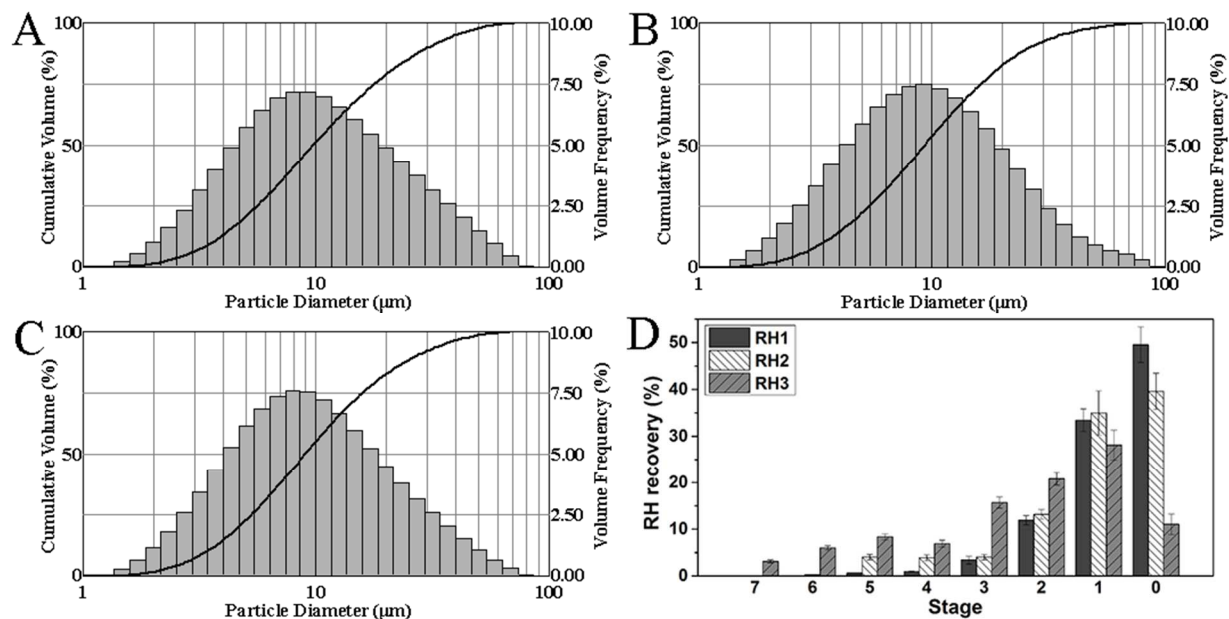 A
100
50
0
Cumulative Volume (%)
10.00
7.50
5.00
2.50
0.00
Volume Frequency (%)
1
10
100
Particle Diameter (µm)
B
100
50
0
Cumulative Volume (%)
10.00
7.50
5.00
2.50
0.00
Volume Frequency (%)
1
10
100
Particle Diameter (µm)
C
100
50
0
Cumulative Volume (%)
10.00
7.50
5.00
2.50
0.00
Volume Frequency (%)
1
10
100
Particle Diameter (µm)
D
RH1
RH2
RH3
50
40
30
20
10
0
RH recovery (%)
7 6 5 4 3 2 1 0
Stage